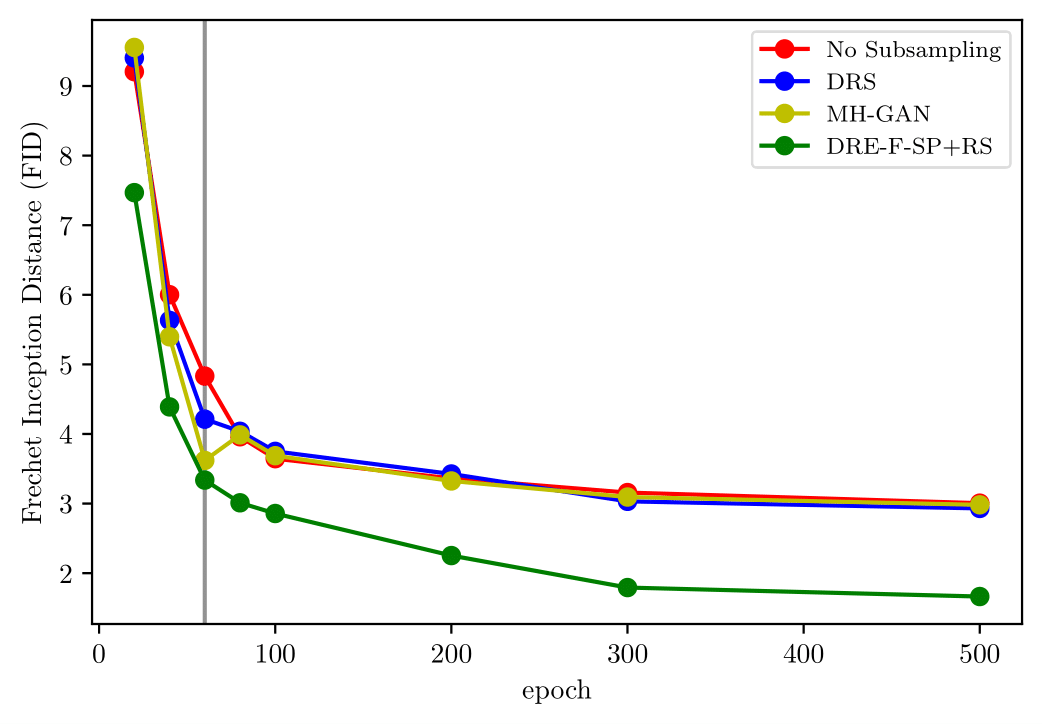 No Subsampling
DRS
MH-GAN
DRE-F-SP+RS
Frechet Inception Distance (FID)
9
8
7
6
5
4
3
2
0 100 200 300 400 500
epoch